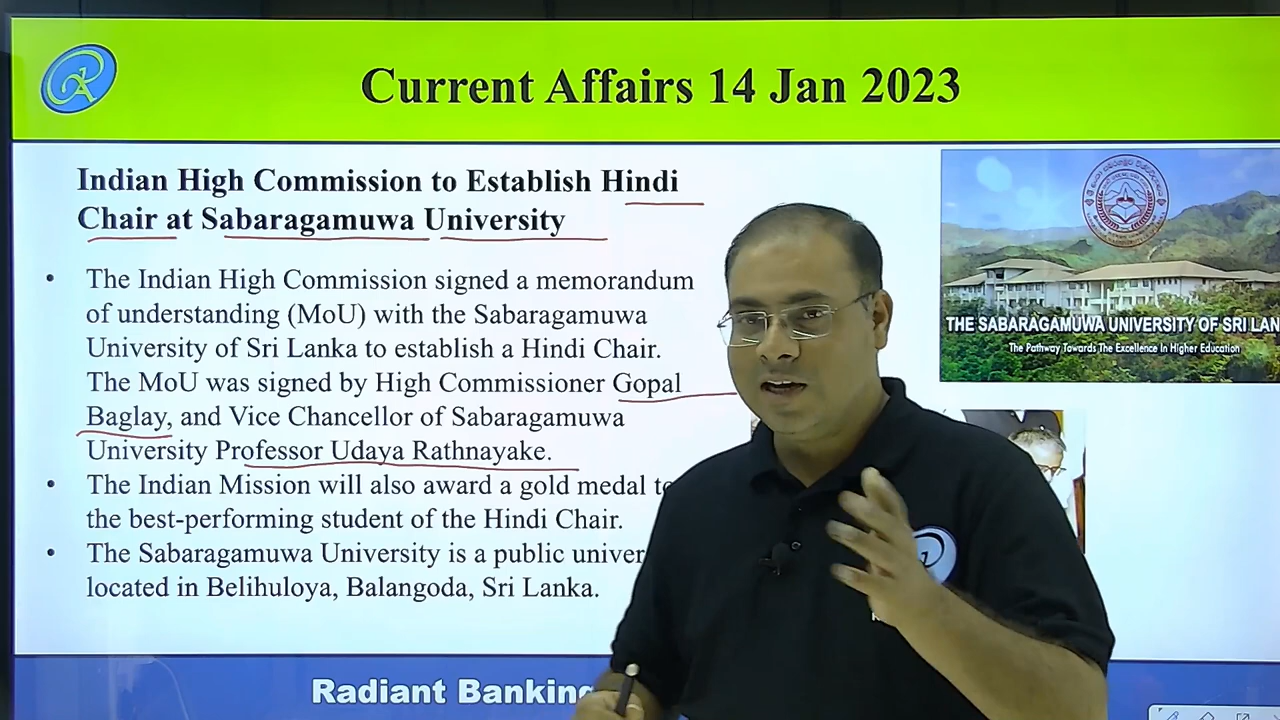 Current Affairs 14 Jan 2023
Indian High Commission to Establish Hindi
Chair at Sabaragamuwa University
• The Indian High Commission signed a memorandum
of understanding (MoU) with the Sabaragamuwa
University of Sri Lanka to establish a Hindi Chair.
The MoU was signed by High Commissioner Gopal
Baglay, and Vice Chancellor of Sabaragamuwa
University Professor Udaya Rathnayake.
• The Indian Mission will also award a gold medal to
the best-performing student of the Hindi Chair.
• The Sabaragamuwa University is a public
located in Belihuloya, Balangoda, Sri Lanka.
THE SABARAGAMUWA UNIVERSITY OF SRI
The Pathway Towards The Excellence In Higher Education
Radiant Banking